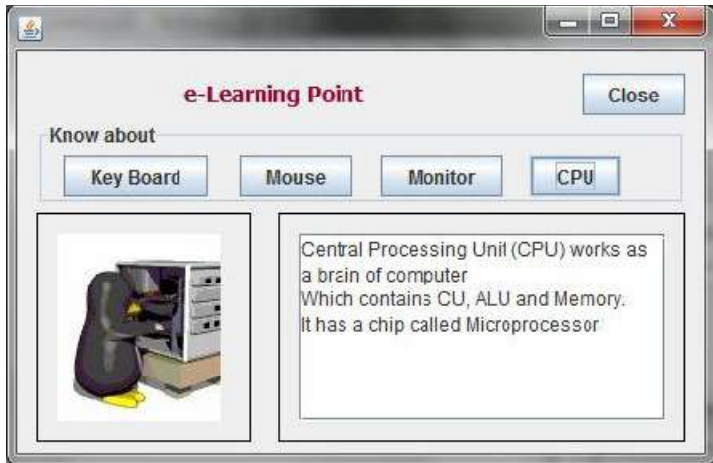 e-Learning Point
Close
Know about
Key Board
Mouse
Monitor
CPU
Central Processing Unit (CPU) works as
a brain of computer
Which contains CU, ALU and Memory.
It has a chip called Microprocessor